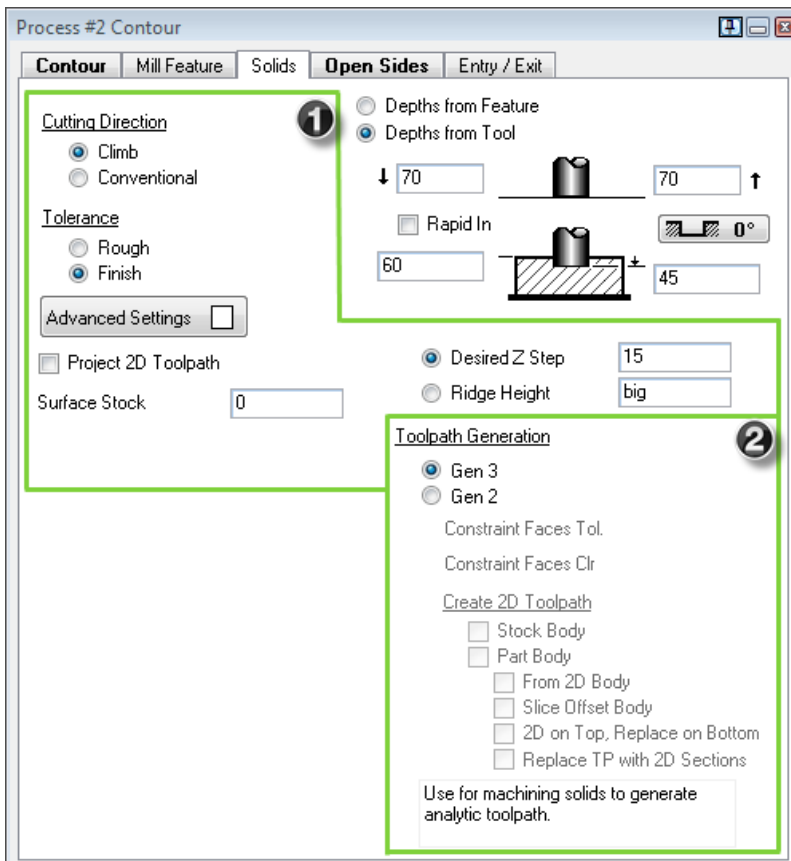 Process #2 Contour
Contour Mill Feature Solids Open Sides Entry / Exit
1
Cutting Direction
Climb
Conventional
Tolerance
Rough
Finish
Advanced Settings
Project 2D Toolpath
Surface Stock 0
Depths from Feature
Depths from Tool
↓ 70 70 ↑
Rapid In 0°
60 45
Desired Z Step 15
Ridge Height big
Toolpath Generation 2
Gen 3
Gen 2
Constraint Faces Tol.
Constraint Faces Clr
Create 2D Toolpath
Stock Body
Part Body
From 2D Body
Slice Offset Body
2D on Top, Replace on Bottom
Replace TP with 2D Sections
Use for machining solids to generate
analytic toolpath.